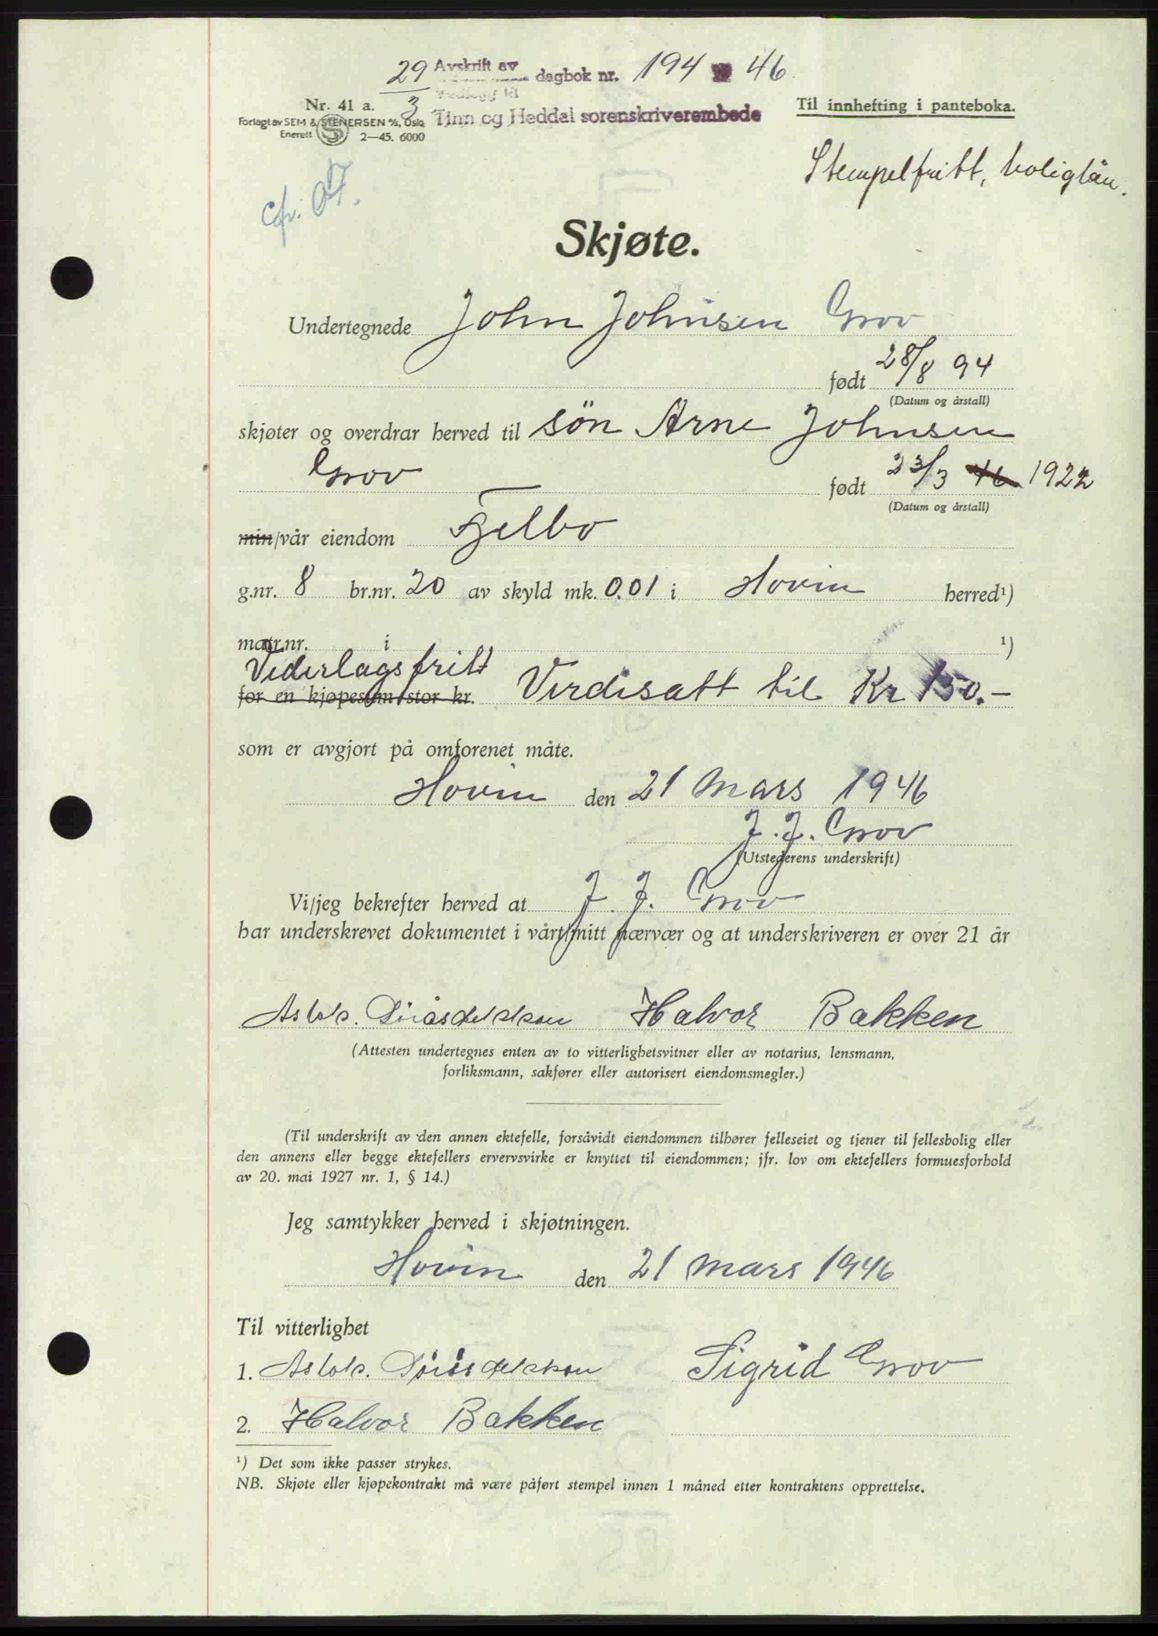 29/3 Avskrift av dagbok nr. 194 46
Tinn og Heddal sorenskriverembede
Nr. 41 a.
Forlagt av SEM & STENERSEN A/S, Oslo
Enerett 2—45. 6000
Til innhefting i panteboka.
Stempelfritt, boliglån.
cfr.
Skjøte.
Undertegnede John Johnsen Grov
født 28/8 94
(Datum og årstall)
skjøter og overdrar herved til søn Arne Johnsen
Grov født 23/3 46 1922
(Datum og årstall)
min/vår eiendom Fjelbo
g.nr. 8 br.nr. 20 av skyld mk. 0.01 i Hovin herred¹)
matr.nr. i ¹)
Vederlagsfritt
for en kjøpesum stor kr. Verdisatt til Kr 150.—
som er avgjort på omforenet måte.
Hovin den 21 Mars 1946
J. J. Grov
(Utstederens underskrift)
Vi/jeg bekrefter herved at J. J. Grov
har underskrevet dokumentet i vårt/mitt nærvær og at underskriveren er over 21 år
Halvor Bakken
(Attesten undertegnes enten av to vitterlighetsvitner eller av notarius, lensmann,
forliksmann, sakfører eller autorisert eiendomsmegler.)
(Til underskrift av den annen ektefelle, forsåvidt eiendommen tilhører felleseiet og tjener til fellesbolig eller
den annens eller begge ektefellers ervervsvirke er knyttet til eiendommen; jfr. lov om ektefellers formuesforhold
av 20. mai 1927 nr. 1, § 14.)
Jeg samtykker herved i skjøtningen.
Hovin den 21 Mars 1946
Til vitterlighet
1. Sigrid Grov
2. Halvor Bakken
¹) Det som ikke passer strykes.
NB. Skjøte eller kjøpekontrakt må være påført stempel innen 1 måned etter kontraktens opprettelse.